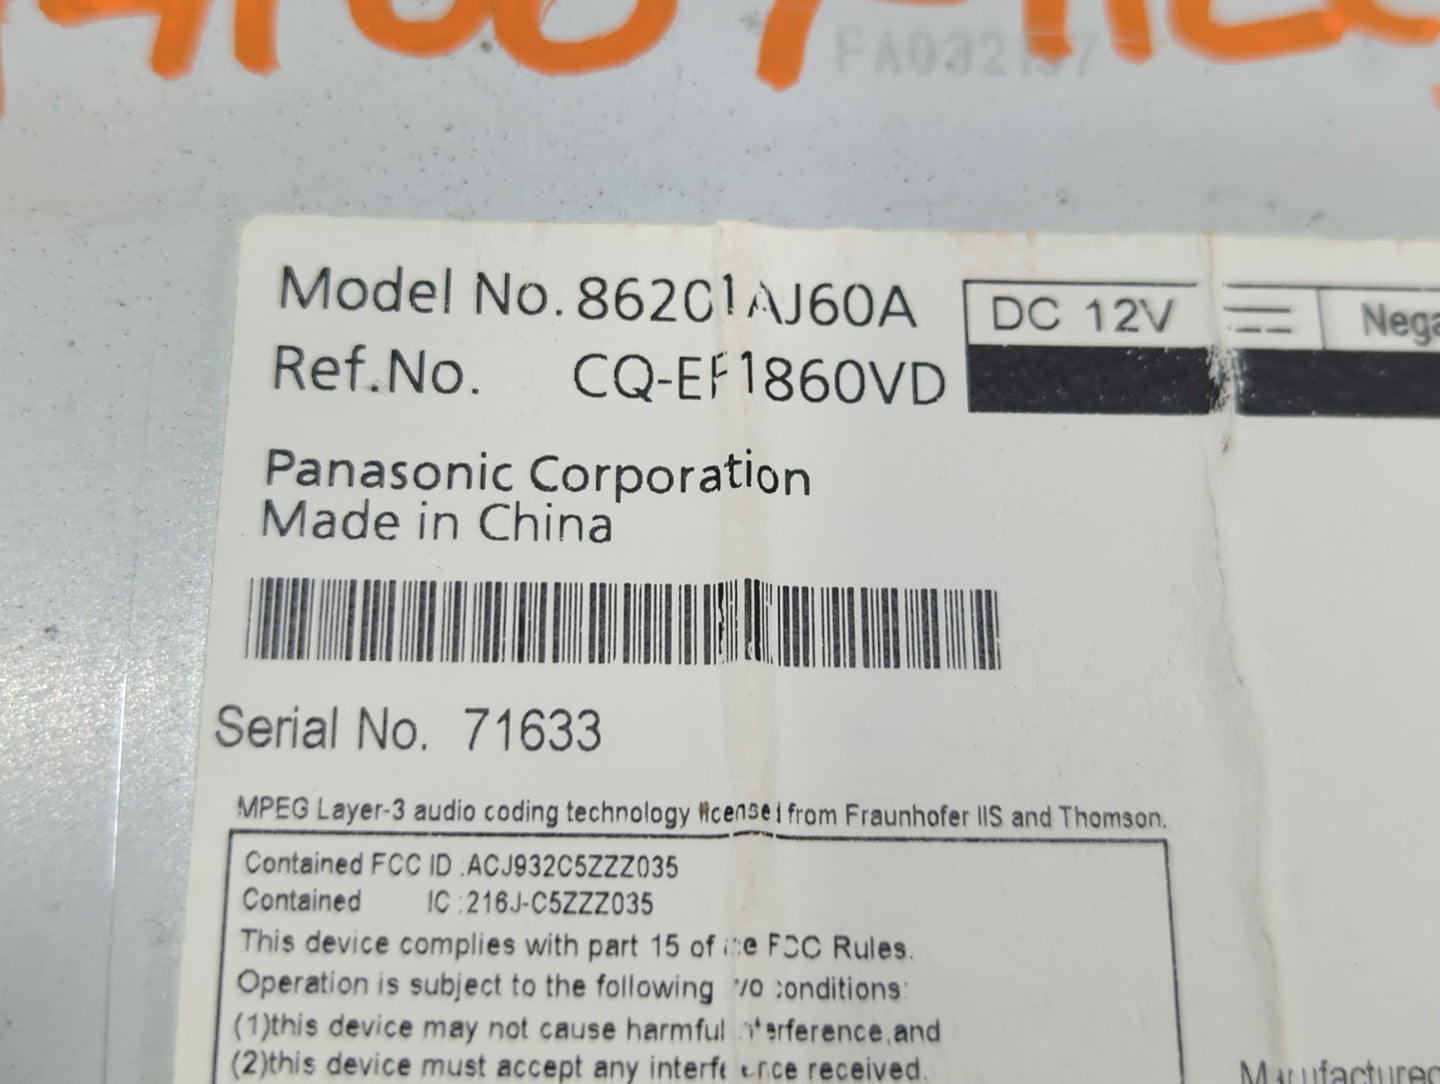 FA032137
Model No. 86201AJ60A
DC 12V
Ref.No. CQ-EF1860VD
Panasonic Corporation
Made in China
Serial No. 71633
MPEG Layer-3 audio coding technology licensed from Fraunhofer IIS and Thomson.
Contained FCC ID :ACJ932C5ZZZ035
Contained IC :216J-C5ZZZ035
This device complies with part 15 of the FCC Rules.
Operation is subject to the following two conditions:
(1)this device may not cause harmful interference,and
(2)this device must accept any interference received.
Manufactured